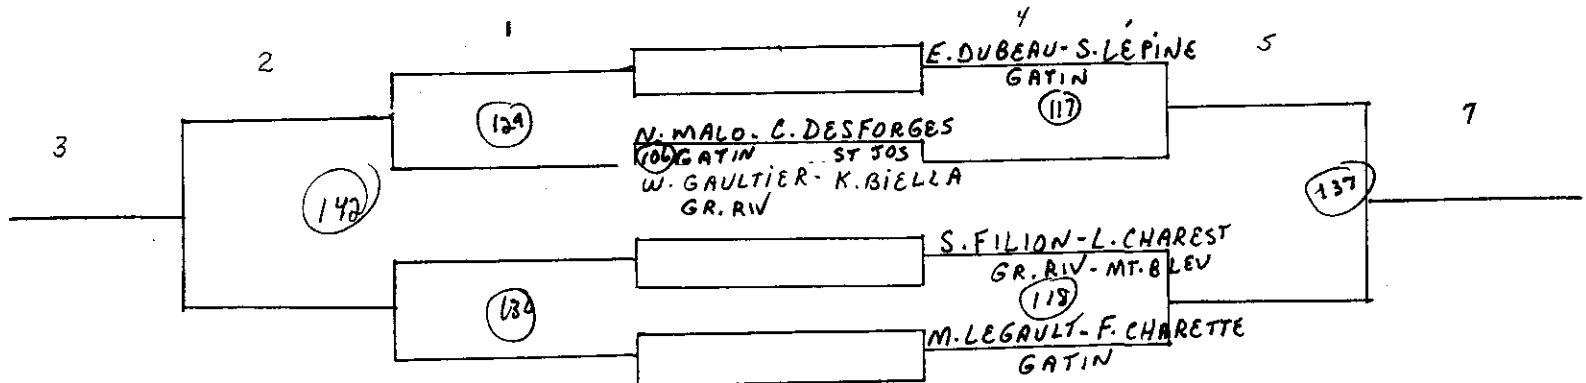 4
1
2
5
E. DUBEAU - S. LÉPINE
GATIN
117
3
129
7
N. MALO - C. DESFORGES
106 GATIN ST JOS
W. GAULTIER - K. BIELLA
GR. RIV
142
137
S. FILION - L. CHAREST
GR. RIV - MT. BLEU
118
130
M. LEGAULT - F. CHARETTE
GATIN